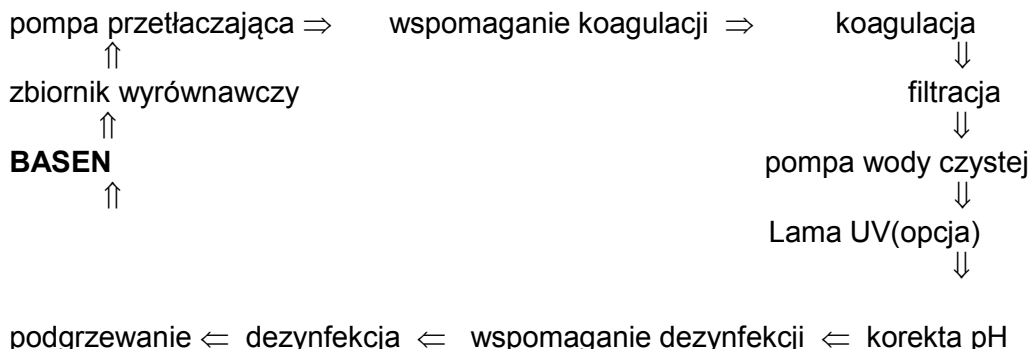 pompa przetłaczająca ⇒ wspomaganie koagulacji ⇒ koagulacja
⇑ ⇓
zbiornik wyrównawczy filtracja
⇑ ⇓
BASEN pompa wody czystej
⇑ ⇓
Lama UV(opcja)
⇓
podgrzewanie ⇐ dezynfekcja ⇐ wspomaganie dezynfekcji ⇐ korekta pH